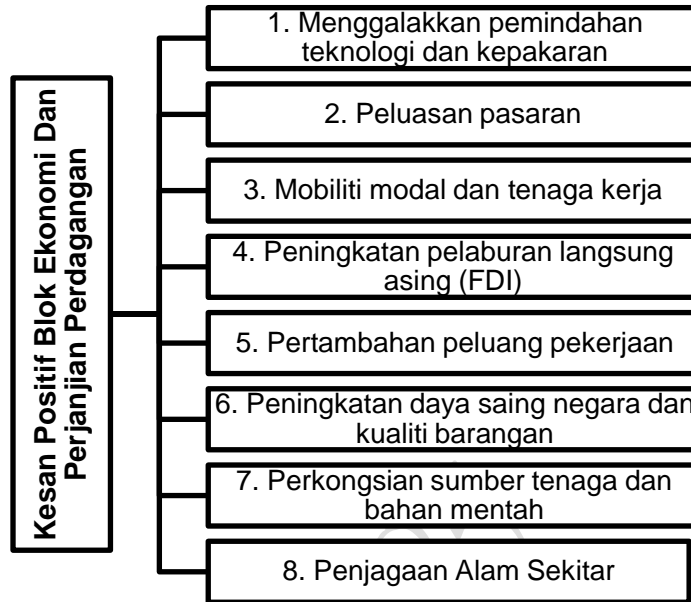 Kesan Positif Blok Ekonomi Dan
Perjanjian Perdagangan
1. Menggalakkan pemindahan
teknologi dan kepakaran
2. Peluasan pasaran
3. Mobiliti modal dan tenaga kerja
4. Peningkatan pelaburan langsung
asing (FDI)
5. Pertambahan peluang pekerjaan
6. Peningkatan daya saing negara dan
kualiti barangan
7. Perkongsian sumber tenaga dan
bahan mentah
8. Penjagaan Alam Sekitar